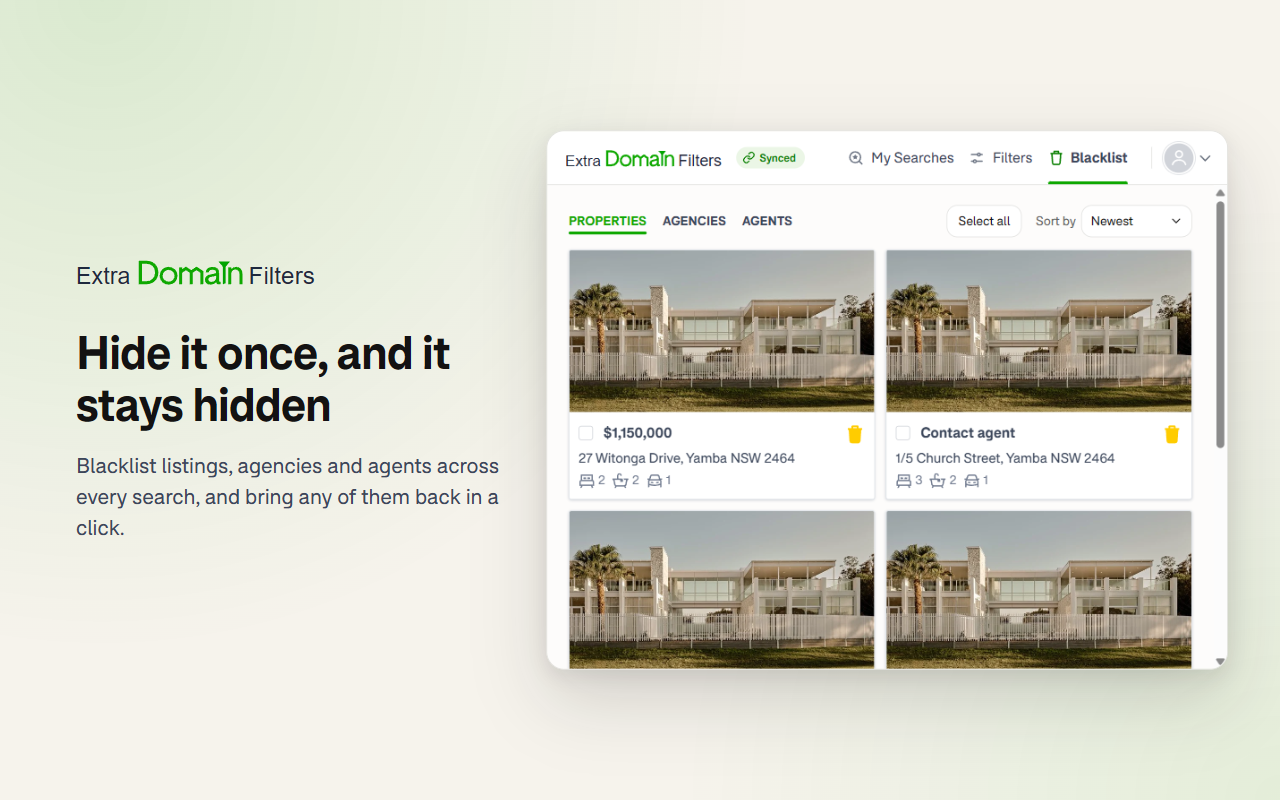 Extra Domain Filters
Hide it once, and it
stays hidden
Blacklist listings, agencies and agents across
every search, and bring any of them back in a
click.
Extra Domain Filters
Synced
My Searches
Filters
Blacklist
PROPERTIES
AGENCIES
AGENTS
Select all
Sort by
Newest
$1,150,000
27 Witonga Drive, Yamba NSW 2464
2 2 1
Contact agent
1/5 Church Street, Yamba NSW 2464
3 2 1